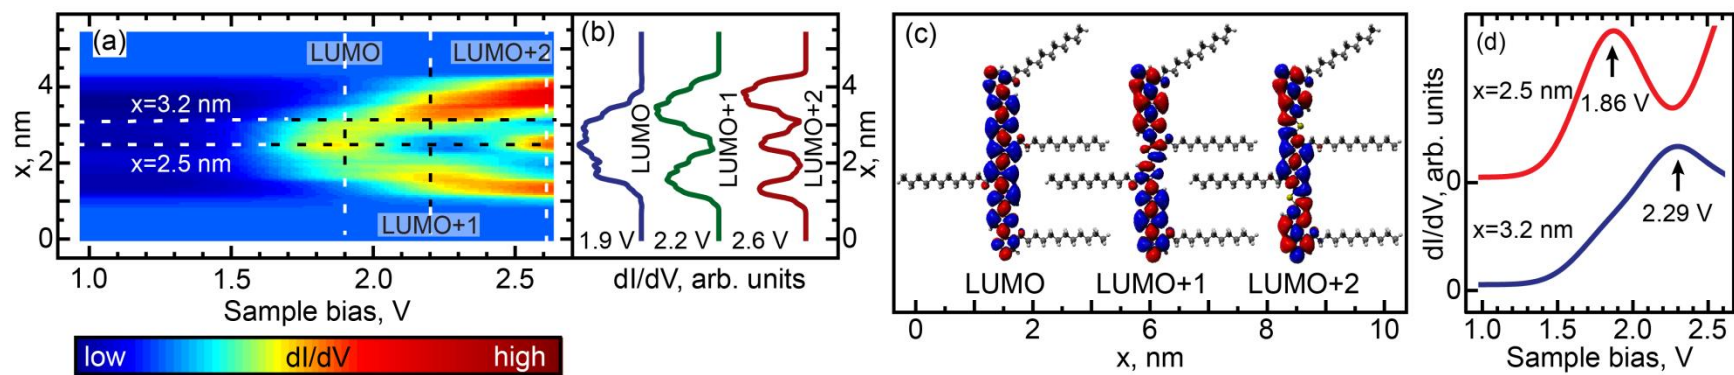 (a)
LUMO
LUMO+2
x=3.2 nm
x=2.5 nm
LUMO+1
x, nm
4
2
0
1.0
1.5
2.0
2.5
Sample bias, V
low
dI/dV
high
(b)
LUMO
LUMO+1
LUMO+2
1.9 V
2.2 V
2.6 V
dI/dV, arb. units
4
2
0
x, nm
(c)
LUMO
LUMO+1
LUMO+2
0
2
4
6
8
10
x, nm
(d)
x=2.5 nm
1.86 V
0
x=3.2 nm
2.29 V
0
dI/dV, arb. units
1.0
1.5
2.0
2.5
Sample bias, V